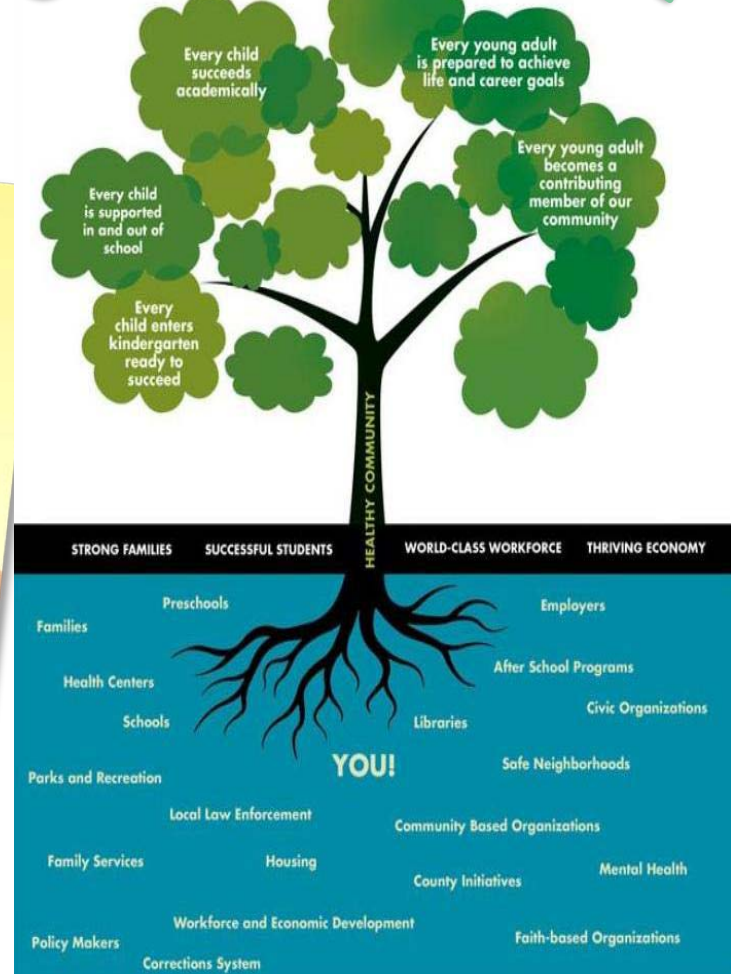 Every child
succeeds
academically
Every young adult
is prepared to achieve
life and career goals
Every young adult
becomes a
contributing
member of our
community
Every child
is supported
in and out of
school
Every
child enters
kindergarten
ready to
succeed
HEALTHY COMMUNITY
STRONG FAMILIES SUCCESSFUL STUDENTS WORLD-CLASS WORKFORCE THRIVING ECONOMY
Preschools
Employers
Families
After School Programs
Health Centers
Civic Organizations
Schools
Libraries
YOU!
Safe Neighborhoods
Parks and Recreation
Local Law Enforcement
Community Based Organizations
Family Services
Housing
Mental Health
County Initiatives
Workforce and Economic Development
Policy Makers
Faith-based Organizations
Corrections System